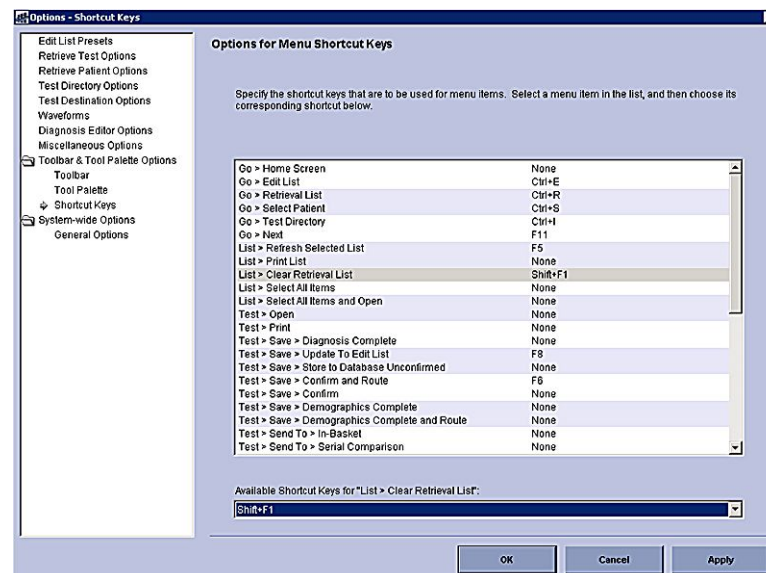 Options - Shortcut Keys
Edit List Presets
Retrieve Test Options
Retrieve Patient Options
Test Directory Options
Test Destination Options
Waveforms
Diagnosis Editor Options
Miscellaneous Options
Toolbar & Tool Palette Options
Toolbar
Tool Palette
Shortcut Keys
System-wide Options
General Options
Options for Menu Shortcut Keys
Specify the shortcut keys that are to be used for menu items. Select a menu item in the list, and then choose its
corresponding shortcut below.
Go > Home Screen None
Go > Edit List Ctrl+E
Go > Retrieval List Ctrl+R
Go > Select Patient Ctrl+S
Go > Test Directory Ctrl+I
Go > Next F11
List > Refresh Selected List F5
List > Print List None
List > Clear Retrieval List Shift+F1
List > Select All Items None
List > Select All Items and Open None
Test > Open None
Test > Print None
Test > Save > Diagnosis Complete None
Test > Save > Update To Edit List F8
Test > Save > Store to Database Unconfirmed None
Test > Save > Confirm and Route F6
Test > Save > Confirm None
Test > Save > Demographics Complete None
Test > Save > Demographics Complete and Route None
Test > Send To > In-Basket None
Test > Send To > Serial Comparison None
Available Shortcut Keys for "List > Clear Retrieval List":
Shift+F1
OK Cancel Apply